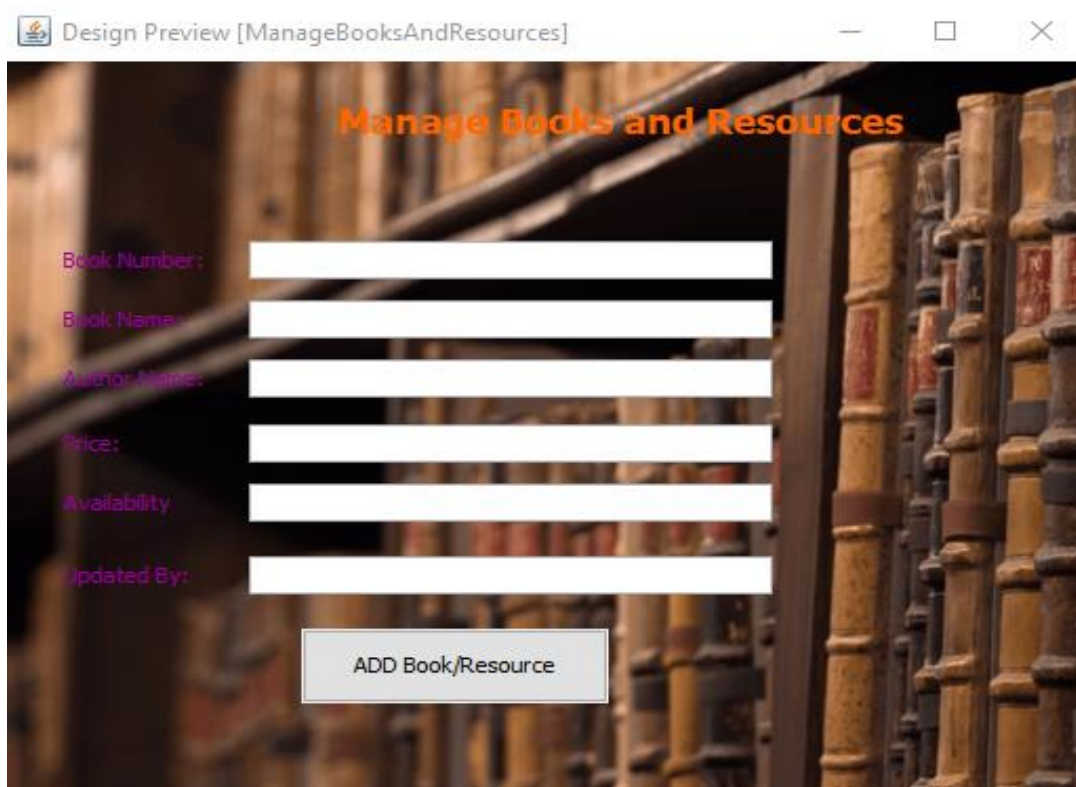 Design Preview [ManageBooksAndResources]
Manage Books and Resources
Book Number:
Book Name:
Author Name:
Price:
Availability
Updated By:
ADD Book/Resource